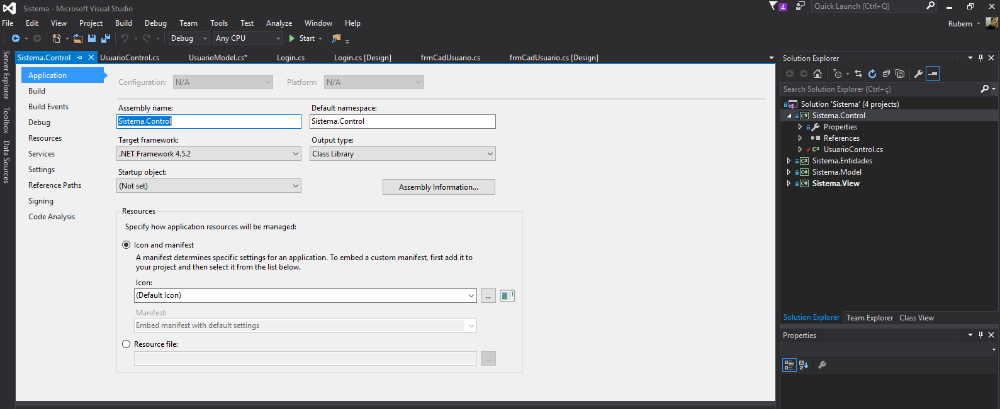 Sistema - Microsoft Visual Studio
4
Quick Launch (Ctrl+Q)
File Edit View Project Build Debug Team Tools Test Analyze Window Help
Rubem
Debug Any CPU Start
Server Explorer
Toolbox
Data Sources
Sistema.Control UsuarioControl.cs UsuarioModel.cs* Login.cs Login.cs [Design] frmCadUsuario.cs frmCadUsuario.cs [Design]
Application
Build
Build Events
Debug
Resources
Services
Settings
Reference Paths
Signing
Code Analysis
Configuration: N/A Platform: N/A
Assembly name: Default namespace:
Sistema.Control Sistema.Control
Target framework: Output type:
.NET Framework 4.5.2 Class Library
Startup object:
(Not set) Assembly Information...
Resources
Specify how application resources will be managed:
Icon and manifest
A manifest determines specific settings for an application. To embed a custom manifest, first add it to
your project and then select it from the list below.
Icon:
(Default Icon) ...
Manifest:
Embed manifest with default settings
Resource file:
...
Solution Explorer
Search Solution Explorer (Ctrl+ç)
Solution 'Sistema' (4 projects)
C# Sistema.Control
Properties
References
C# UsuarioControl.cs
C# Sistema.Entidades
C# Sistema.Model
C# Sistema.View
Solution Explorer Team Explorer Class View
Properties